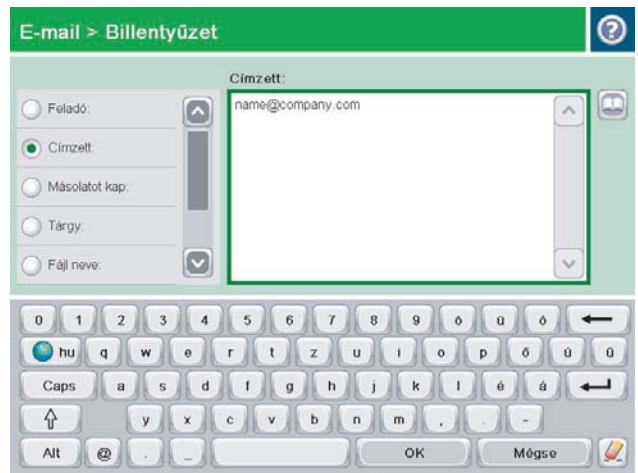 E-mail > Billentyűzet
Címzett:
Feladó:
name@company.com
Címzett:
Másolatot kap:
Tárgy:
Fájl neve:
0 1 2 3 4 5 6 7 8 9 ö ü ó
hu q w e r t z u i o p ő ú ű
Caps a s d f g h j k l é á
y x c v b n m , . -
Alt @ . _ OK Mégse